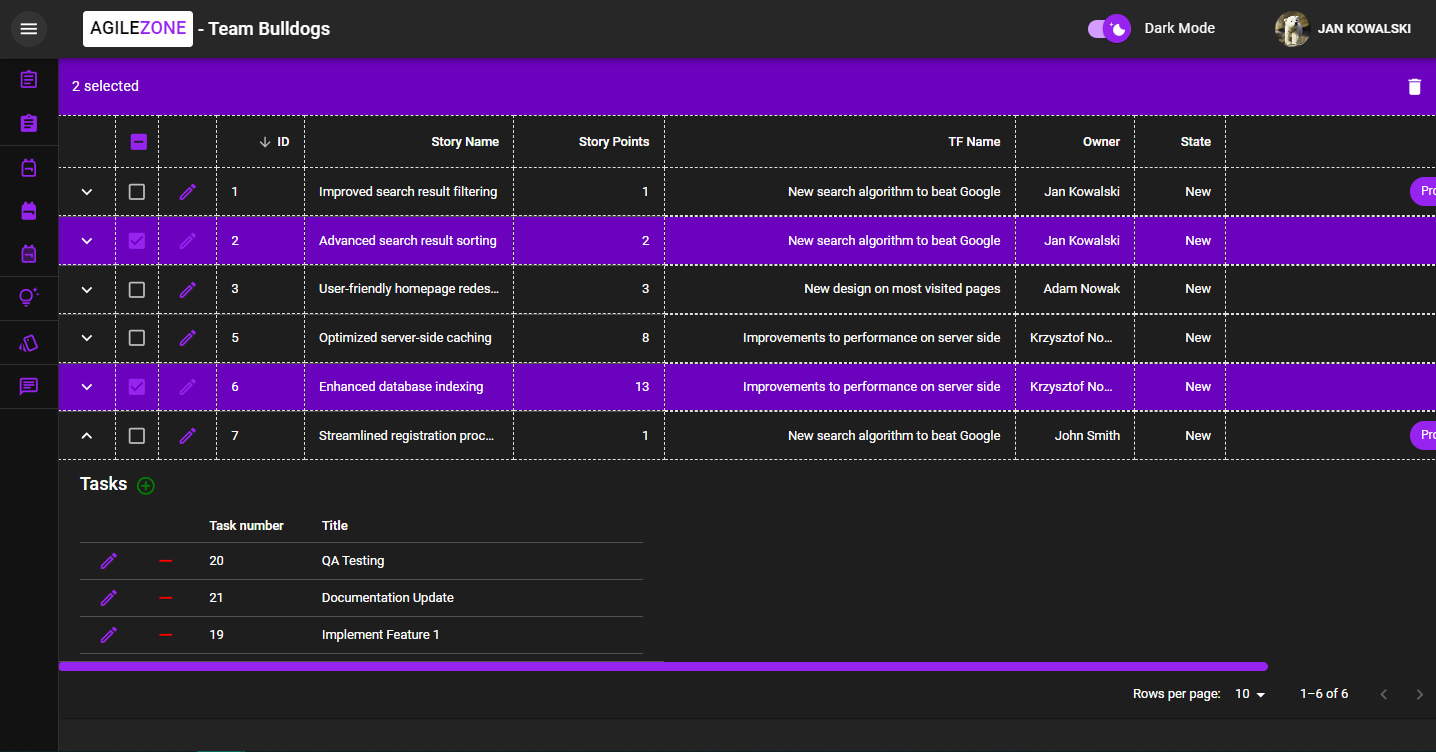 AGILEZONE - Team Bulldogs Dark Mode JAN KOWALSKI
2 selected
ID Story Name Story Points TF Name Owner State
1 Improved search result filtering 1 New search algorithm to beat Google Jan Kowalski New Pro
2 Advanced search result sorting 2 New search algorithm to beat Google Jan Kowalski New
3 User-friendly homepage redes... 3 New design on most visited pages Adam Nowak New
5 Optimized server-side caching 8 Improvements to performance on server side Krzysztof No... New
6 Enhanced database indexing 13 Improvements to performance on server side Krzysztof No... New
7 Streamlined registration proc... 1 New search algorithm to beat Google John Smith New Pro
Tasks
Task number Title
20 QA Testing
21 Documentation Update
19 Implement Feature 1
Rows per page: 10 1–6 of 6